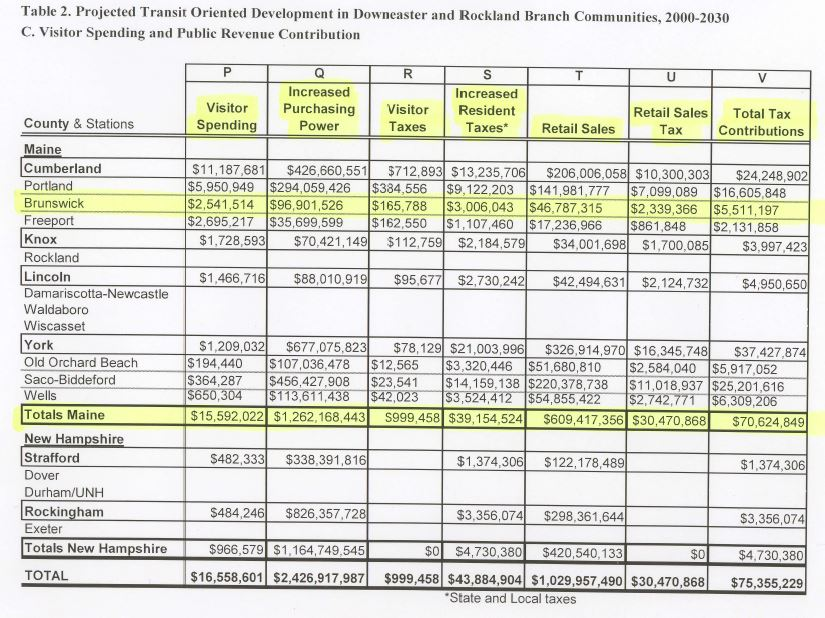 Table 2. Projected Transit Oriented Development in Downeaster and Rockland Branch Communities, 2000-2030
C. Visitor Spending and Public Revenue Contribution
P Q R S T U V
County & Stations Visitor Spending Increased Purchasing Power Visitor Taxes Increased Resident Taxes* Retail Sales Retail Sales Tax Total Tax Contributions
Maine
Cumberland $11,187,681 $426,660,551 $712,893 $13,235,706 $206,006,058 $10,300,303 $24,248,902
Portland $5,950,949 $294,059,426 $384,556 $9,122,203 $141,981,777 $7,099,089 $16,605,848
Brunswick $2,541,514 $96,901,526 $165,788 $3,006,043 $46,787,315 $2,339,366 $5,511,197
Freeport $2,695,217 $35,699,599 $162,550 $1,107,460 $17,236,966 $861,848 $2,131,858
Knox $1,728,593 $70,421,149 $112,759 $2,184,579 $34,001,698 $1,700,085 $3,997,423
Rockland
Lincoln $1,466,716 $88,010,919 $95,677 $2,730,242 $42,494,631 $2,124,732 $4,950,650
Damariscotta-Newcastle
Waldaboro
Wiscasset
York $1,209,032 $677,075,823 $78,129 $21,003,996 $326,914,970 $16,345,748 $37,427,874
Old Orchard Beach $194,440 $107,036,478 $12,565 $3,320,446 $51,680,810 $2,584,040 $5,917,052
Saco-Biddeford $364,287 $456,427,908 $23,541 $14,159,138 $220,378,738 $11,018,937 $25,201,616
Wells $650,304 $113,611,438 $42,023 $3,524,412 $54,855,422 $2,742,771 $6,309,206
Totals Maine $15,592,022 $1,262,168,443 $999,458 $39,154,524 $609,417,356 $30,470,868 $70,624,849
New Hampshire
Strafford $482,333 $338,391,816 $1,374,306 $122,178,489 $1,374,306
Dover
Durham/UNH
Rockingham $484,246 $826,357,728 $3,356,074 $298,361,644 $3,356,074
Exeter
Totals New Hampshire $966,579 $1,164,749,545 $0 $4,730,380 $420,540,133 $0 $4,730,380
TOTAL $16,558,601 $2,426,917,987 $999,458 $43,884,904 $1,029,957,490 $30,470,868 $75,355,229
*State and Local taxes